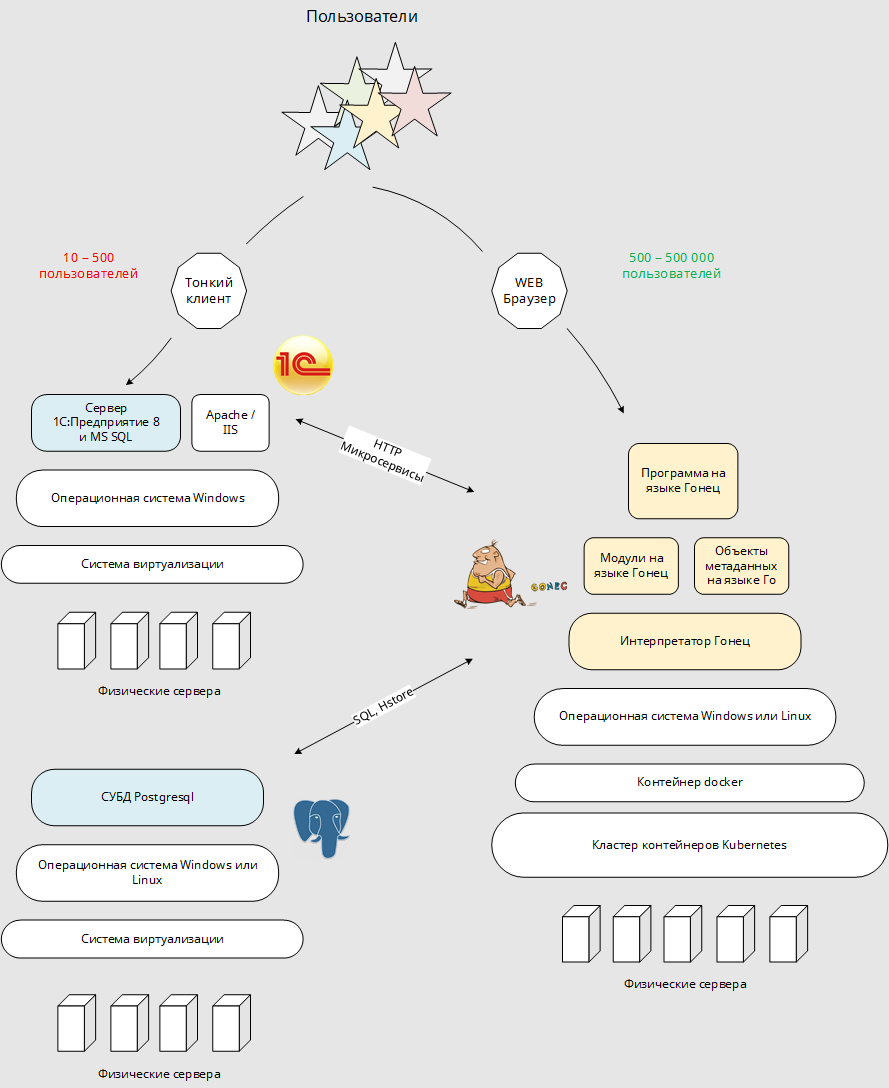 Пользователи
10 – 500
пользователей
Тонкий
клиент
WEB
Браузер
500 – 500 000
пользователей
1С
Сервер
1С:Предприятие 8
и MS SQL
Apache /
IIS
HTTP
Микросервисы
Операционная система Windows
Система виртуализации
Физические сервера
Программа на
языке Гонец
Модули на
языке Гонец
Объекты
метаданных
на языке Го
GONEC
Интерпретатор Гонец
SQL, Hstore
Операционная система Windows или Linux
Контейнер docker
Кластер контейнеров Kubernetes
Физические сервера
СУБД Postgresql
Операционная система Windows или
Linux
Система виртуализации
Физические сервера